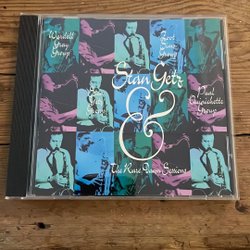 Wardell
Gray
Group
Zoot
Sims
Group
Stan Getz
&
Paul
Quinichette
Group
The Rare Dawn Sessions